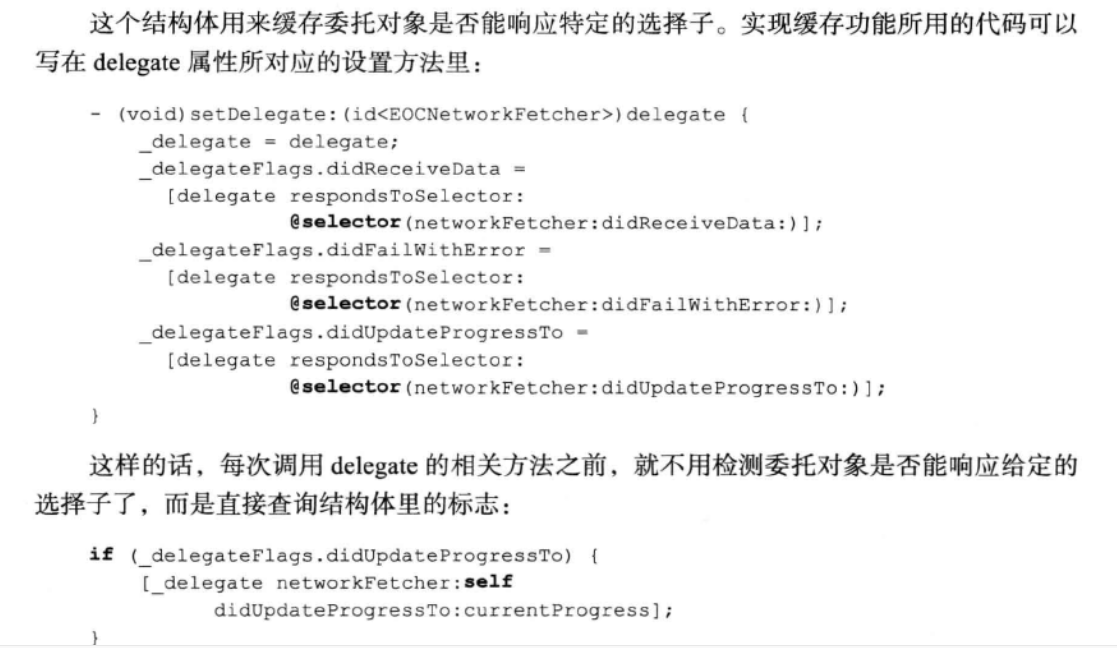 这个结构体用来缓存委托对象是否能响应特定的选择子。实现缓存功能所用的代码可以
写在 delegate 属性所对应的设置方法里：
- (void)setDelegate:(id<EOCNetworkFetcher>)delegate {
_delegate = delegate;
_delegateFlags.didReceiveData =
[delegate respondsToSelector:
@selector(networkFetcher:didReceiveData:)];
_delegateFlags.didFailWithError =
[delegate respondsToSelector:
@selector(networkFetcher:didFailWithError:)];
_delegateFlags.didUpdateProgressTo =
[delegate respondsToSelector:
@selector(networkFetcher:didUpdateProgressTo:)];
}
这样的话，每次调用 delegate 的相关方法之前，就不用检测委托对象是否能响应给定的
选择子了，而是直接查询结构体里的标志：
if (_delegateFlags.didUpdateProgressTo) {
[_delegate networkFetcher:self
didUpdateProgressTo:currentProgress];
}